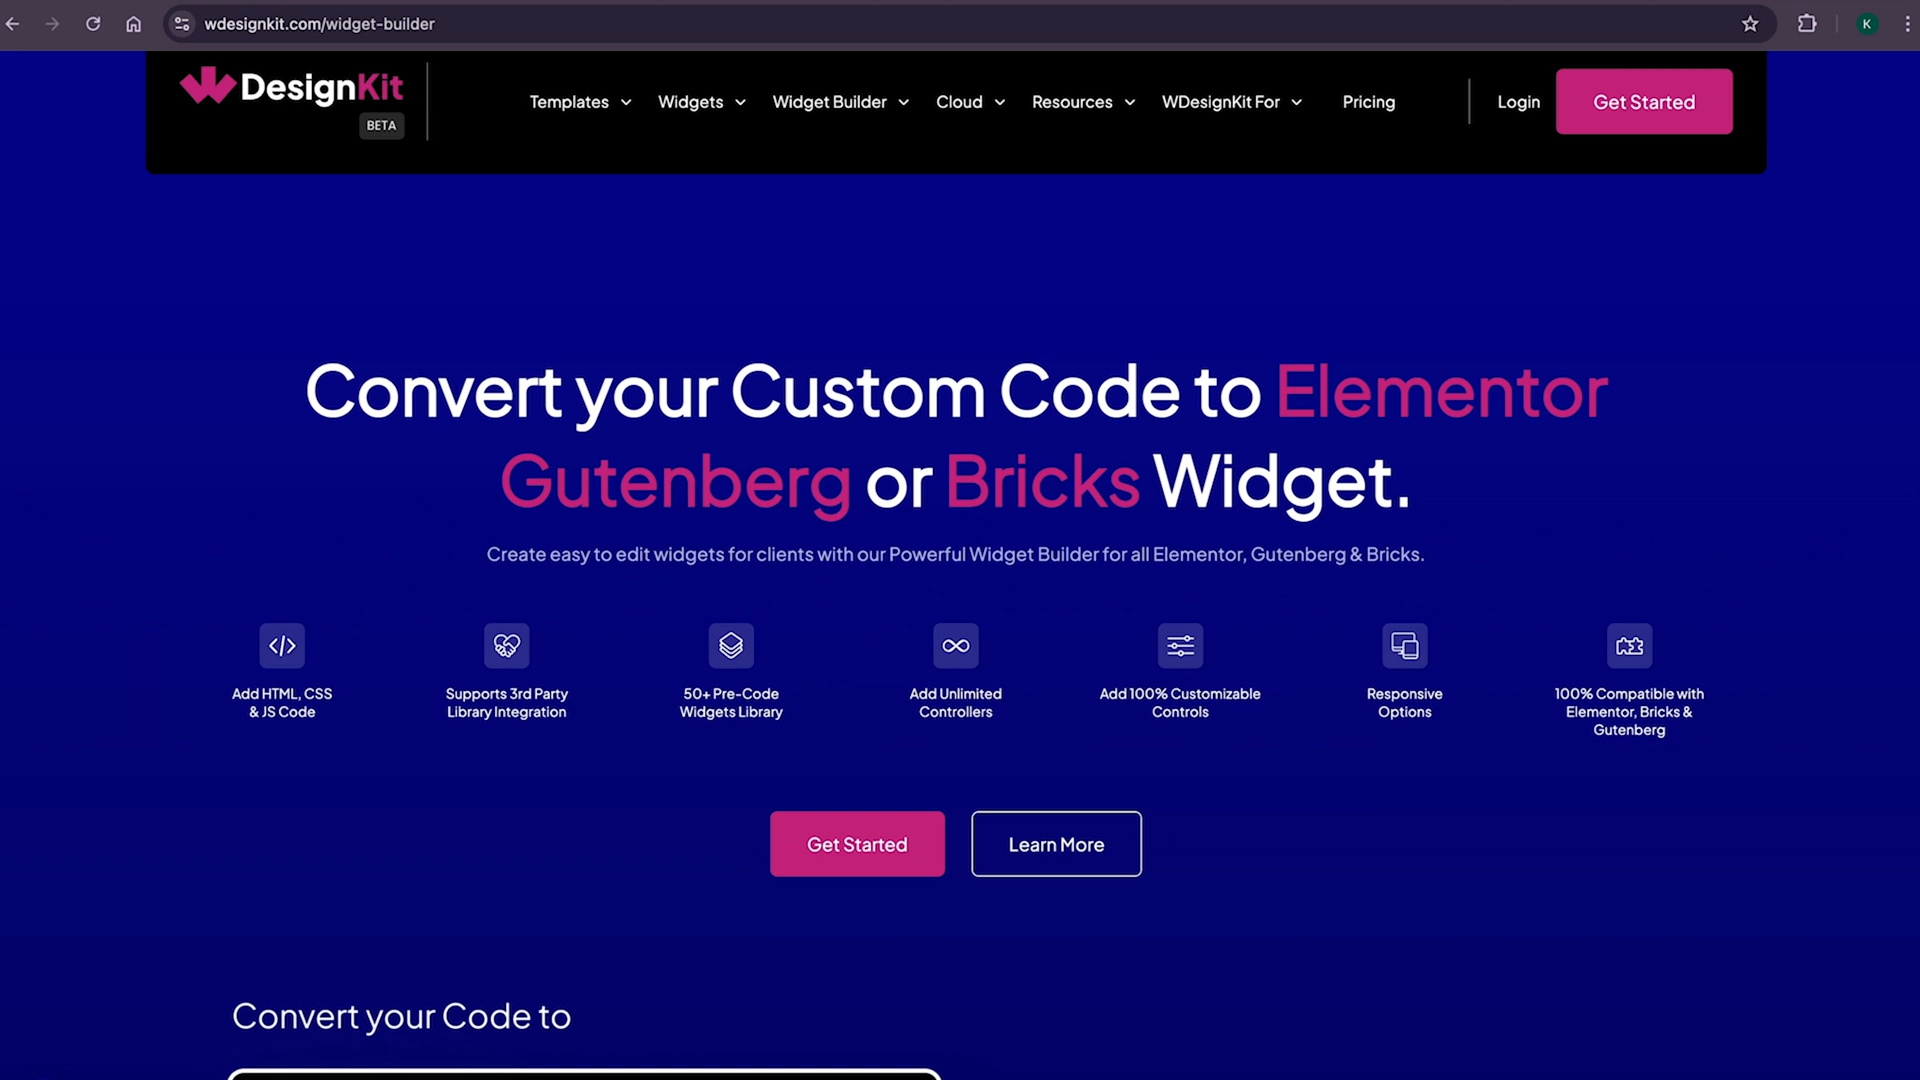 wdesignkit.com/widget-builder
K
DesignKit
BETA
Templates
Widgets
Widget Builder
Cloud
Resources
WDesignKit For
Pricing
Login
Get Started
Convert your Custom Code to Elementor
Gutenberg or Bricks Widget.
Create easy to edit widgets for clients with our Powerful Widget Builder for all Elementor, Gutenberg & Bricks.
Add HTML, CSS
& JS Code
Supports 3rd Party
Library Integration
50+ Pre-Code
Widgets Library
Add Unlimited
Controllers
Add 100% Customizable
Controls
Responsive
Options
100% Compatible with
Elementor, Bricks &
Gutenberg
Get Started
Learn More
Convert your Code to